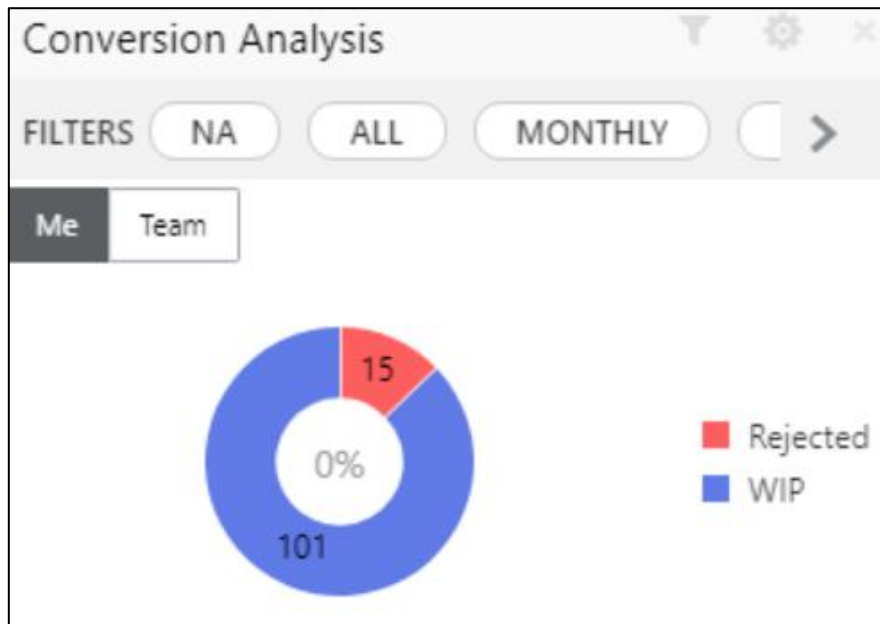 Conversion Analysis
FILTERS NA ALL MONTHLY
Me Team
15
0%
101
Rejected
WIP